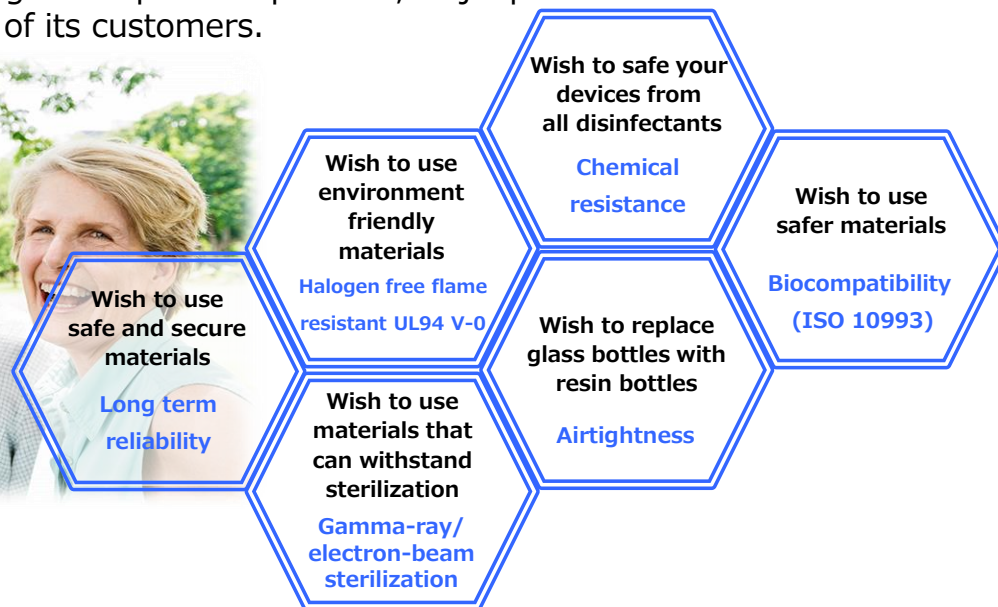 of its customers.
Wish to safe your
devices from
all disinfectants
Chemical
resistance
Wish to use
environment
friendly
materials
Halogen free flame
resistant UL94 V-0
Wish to use
safer materials
Biocompatibility
(ISO 10993)
Wish to use
safe and secure
materials
Long term
reliability
Wish to replace
glass bottles with
resin bottles
Airtightness
Wish to use
materials that
can withstand
sterilization
Gamma-ray/
electron-beam
sterilization